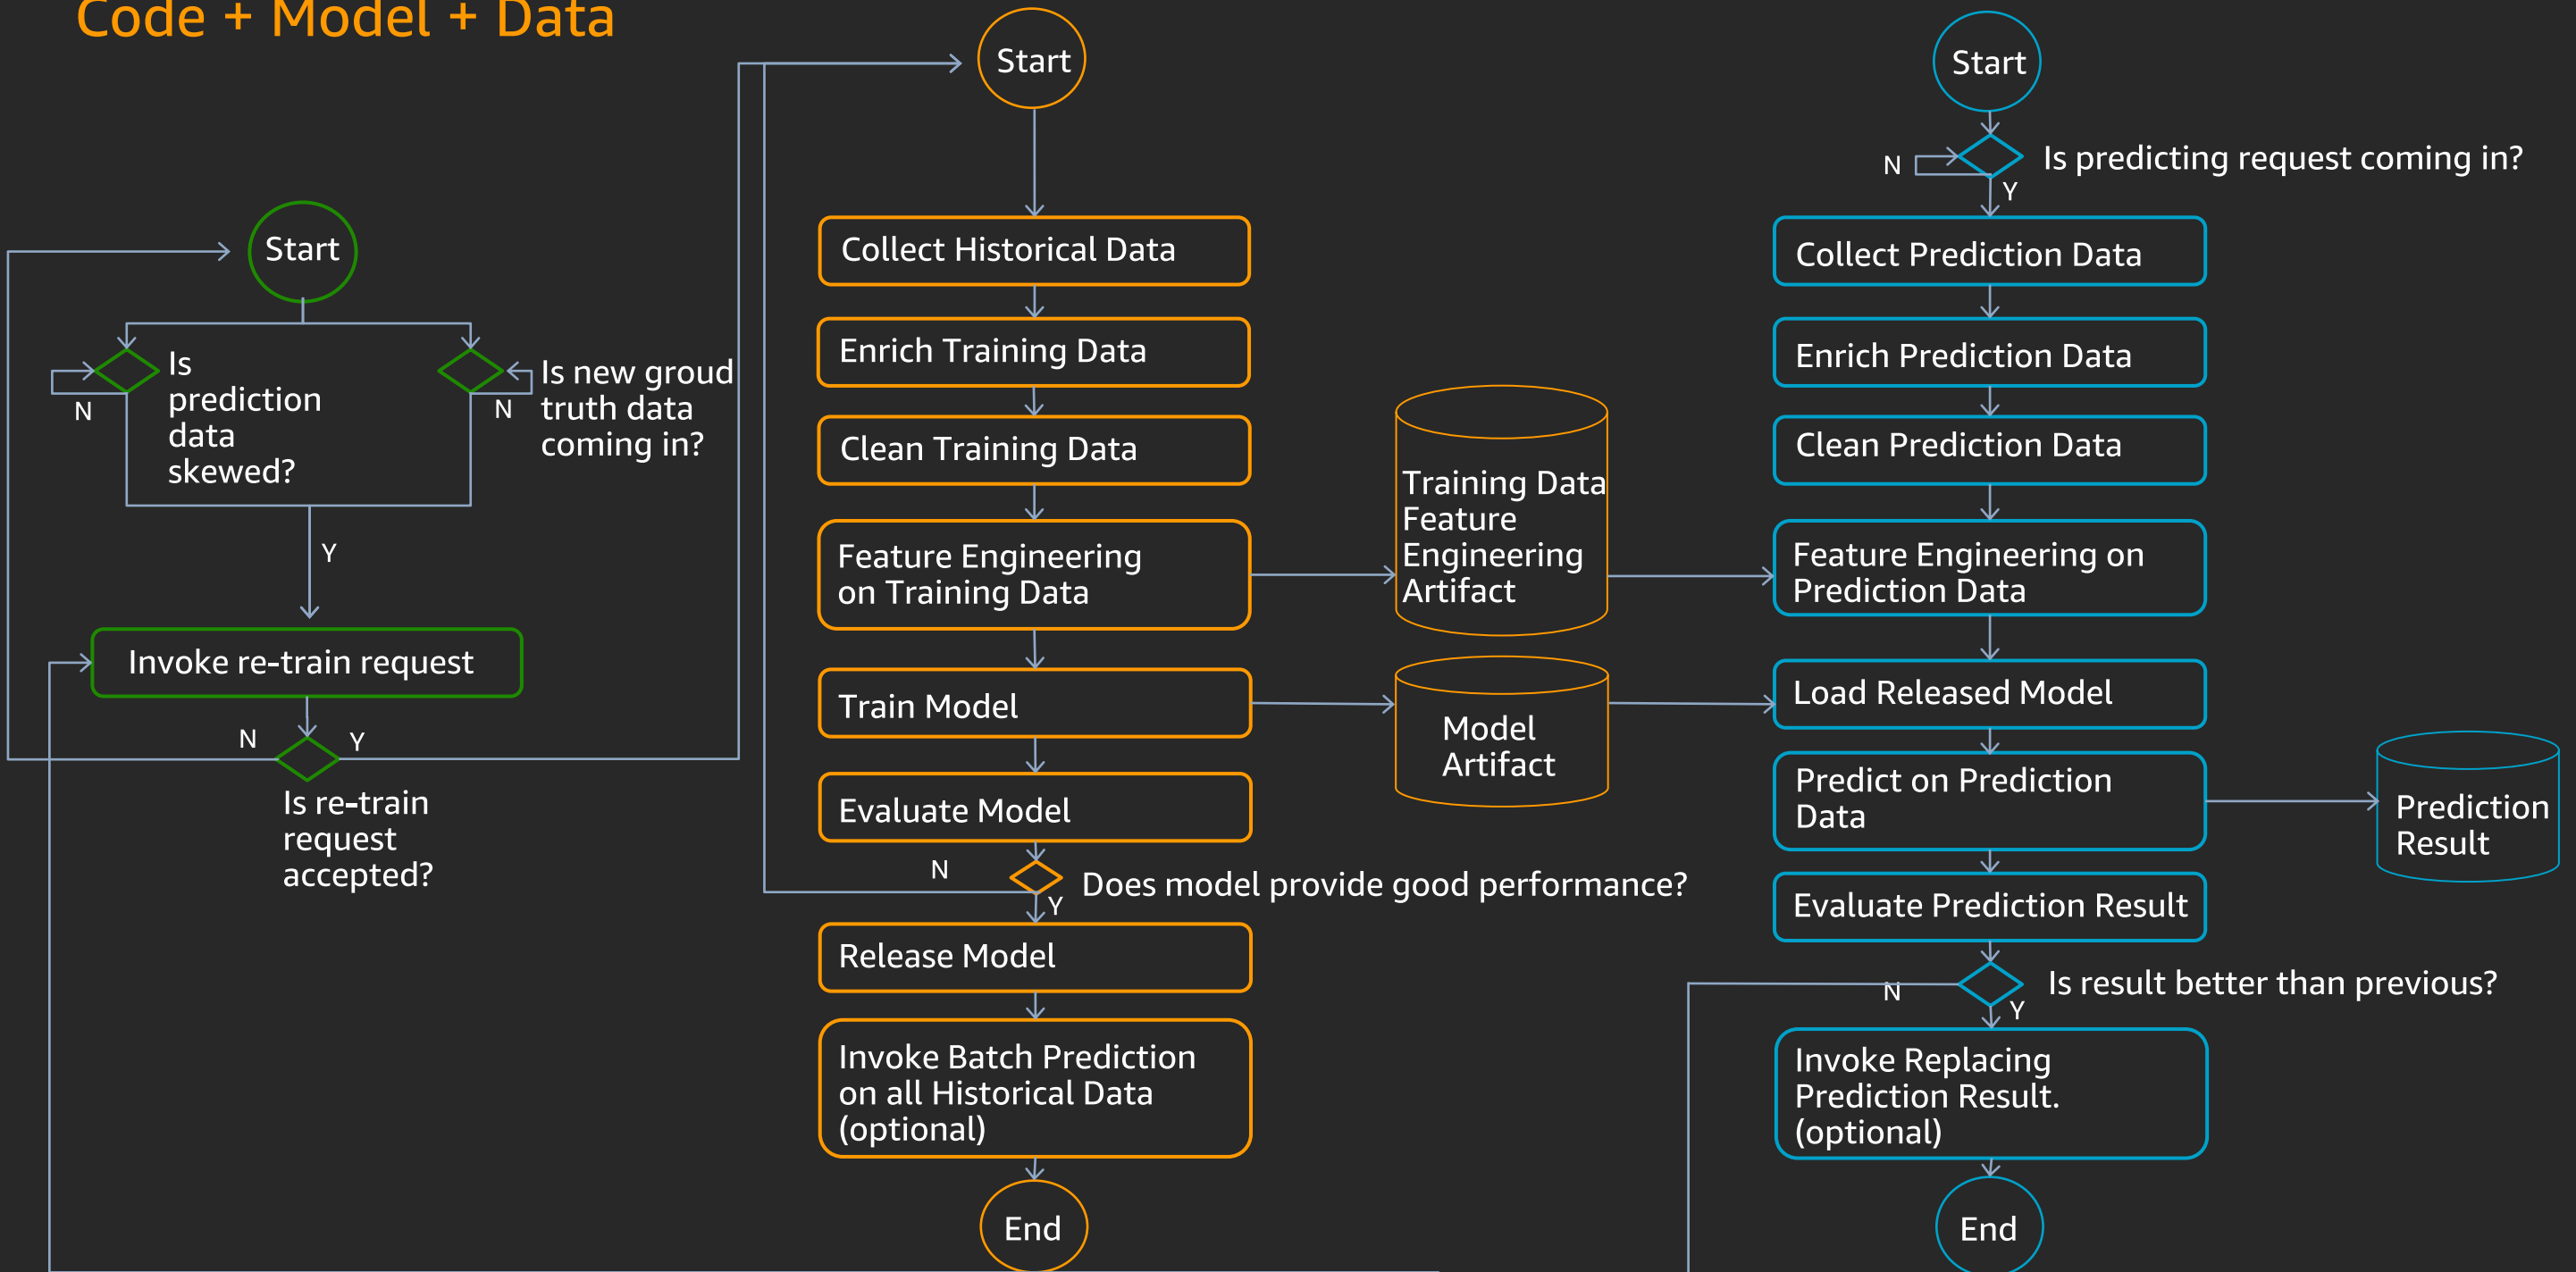 Code + Model + Data
Start
Is
prediction
data
skewed?
N
Is new groud
truth data
coming in?
N
Y
Invoke re-train request
N
Y
Is re-train
request
accepted?
Start
Collect Historical Data
Enrich Training Data
Clean Training Data
Feature Engineering
on Training Data
Train Model
Evaluate Model
N
Does model provide good performance?
Y
Release Model
Invoke Batch Prediction
on all Historical Data
(optional)
End
Training Data
Feature
Engineering
Artifact
Model
Artifact
Start
N
Is predicting request coming in?
Y
Collect Prediction Data
Enrich Prediction Data
Clean Prediction Data
Feature Engineering on
Prediction Data
Load Released Model
Predict on Prediction
Data
Prediction
Result
Evaluate Prediction Result
N
Is result better than previous?
Y
Invoke Replacing
Prediction Result.
(optional)
End